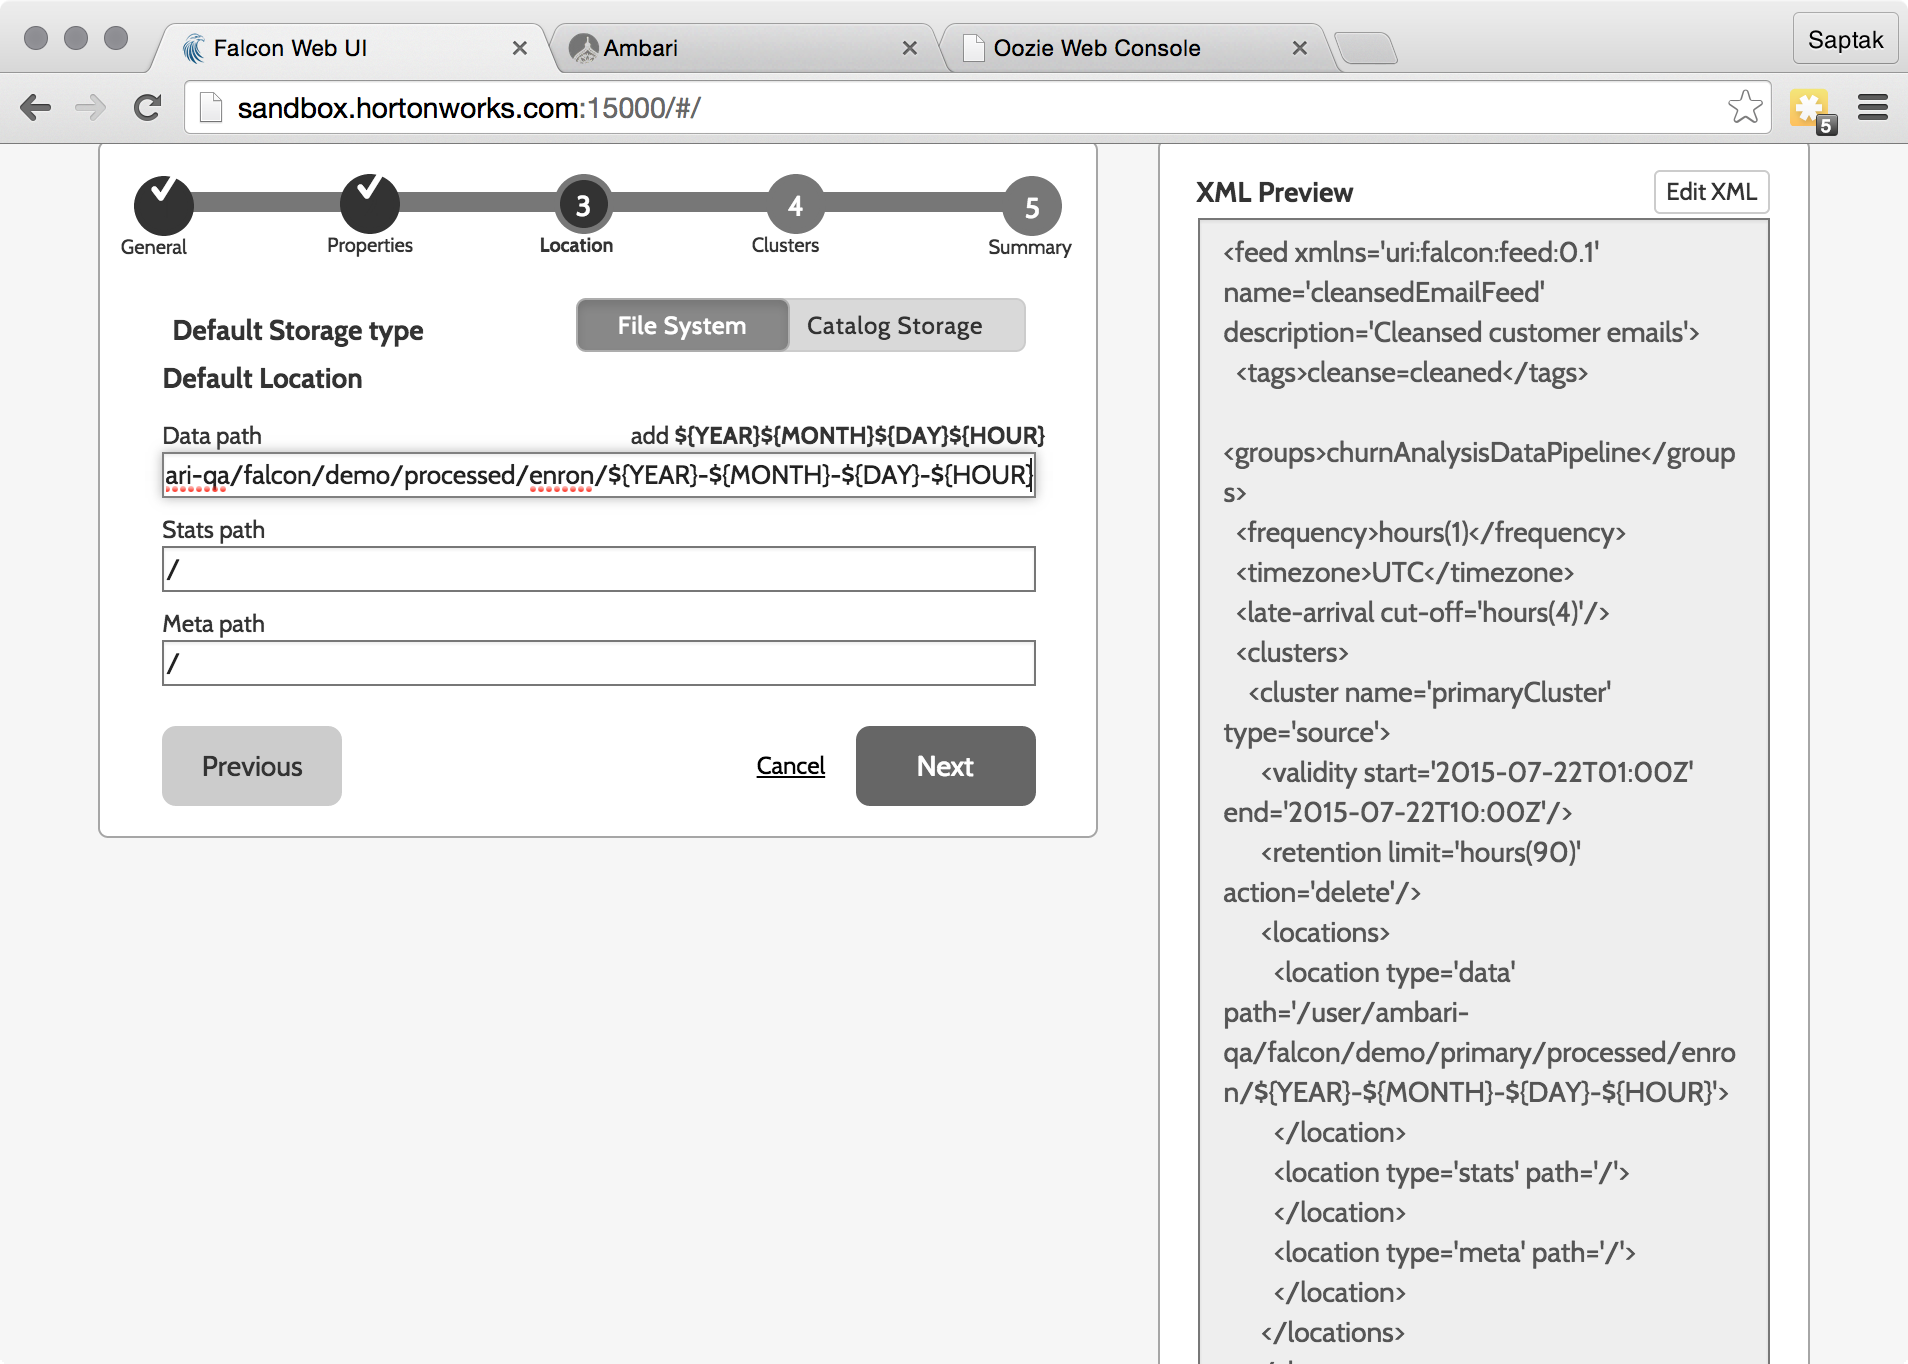 Falcon Web UI
Ambari
Oozie Web Console
Saptak
sandbox.hortonworks.com:15000/#/
5
3
4
5
General
Properties
Location
Clusters
Summary
Default Storage type
File System
Catalog Storage
Default Location
Data path
add ${YEAR}${MONTH}${DAY}${HOUR}
ari-qa/falcon/demo/processed/enron/${YEAR}-${MONTH}-${DAY}-${HOUR}
Stats path
/
Meta path
/
Previous
Cancel
Next
XML Preview
Edit XML
<feed xmlns='uri:falcon:feed:0.1'
name='cleansedEmailFeed'
description='Cleansed customer emails'>
<tags>cleanse=cleaned</tags>
<groups>churnAnalysisDataPipeline</group
s>
<frequency>hours(1)</frequency>
<timezone>UTC</timezone>
<late-arrival cut-off='hours(4)'/>
<clusters>
<cluster name='primaryCluster'
type='source'>
<validity start='2015-07-22T01:00Z'
end='2015-07-22T10:00Z'/>
<retention limit='hours(90)'
action='delete'/>
<locations>
<location type='data'
path='/user/ambari-
qa/falcon/demo/primary/processed/enro
n/${YEAR}-${MONTH}-${DAY}-${HOUR}'>
</location>
<location type='stats' path='/'>
</location>
<location type='meta' path='/'>
</location>
</locations>